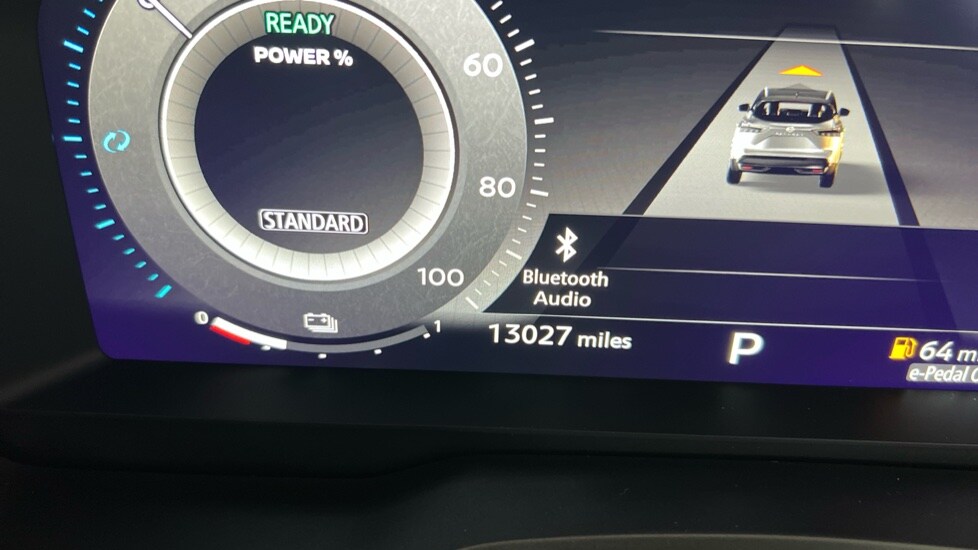 READY
POWER %
60
80
STANDARD
100
Bluetooth
Audio
0
1
13027 miles
P
64
e-Pedal